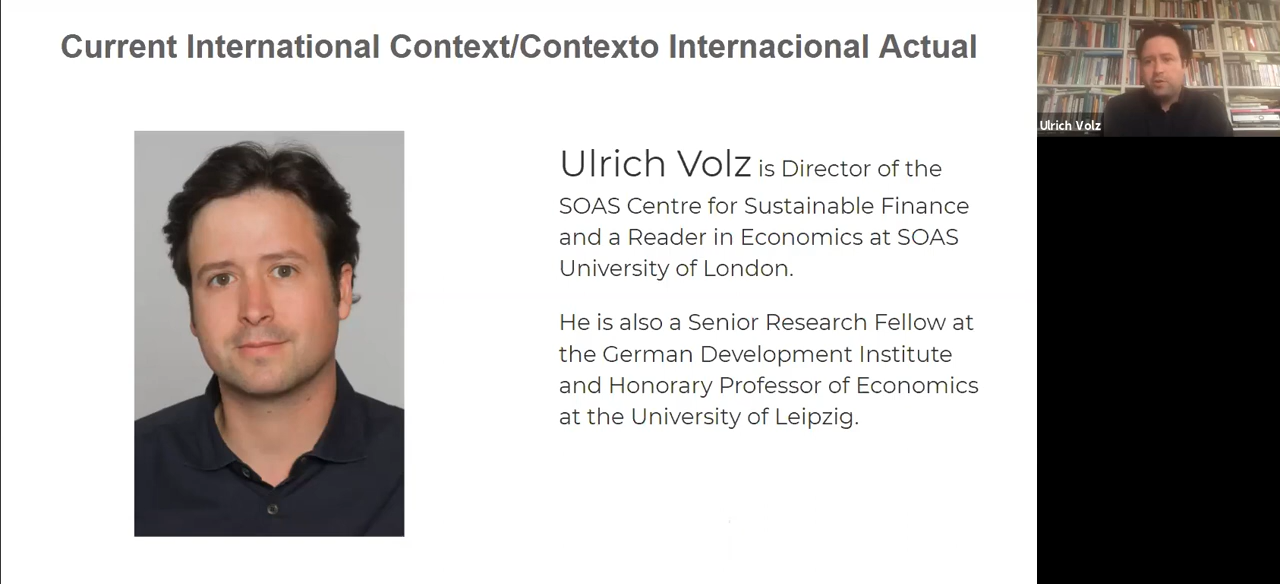 Current International Context/Contexto Internacional Actual
Ulrich Volz is Director of the
SOAS Centre for Sustainable Finance
and a Reader in Economics at SOAS
University of London.
He is also a Senior Research Fellow at
the German Development Institute
and Honorary Professor of Economics
at the University of Leipzig.
Ulrich Volz